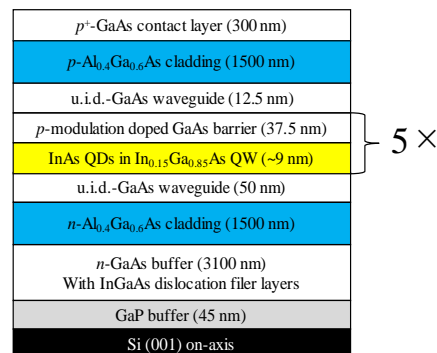 p⁺-GaAs contact layer (300 nm)
p-Al₀.₄Ga₀.₆As cladding (1500 nm)
u.i.d.-GaAs waveguide (12.5 nm)
p-modulation doped GaAs barrier (37.5 nm)
5 ×
InAs QDs in In₀.₁₅Ga₀.₈₅As QW (~9 nm)
u.i.d.-GaAs waveguide (50 nm)
n-Al₀.₄Ga₀.₆As cladding (1500 nm)
n-GaAs buffer (3100 nm)
With InGaAs dislocation filer layers
GaP buffer (45 nm)
Si (001) on-axis